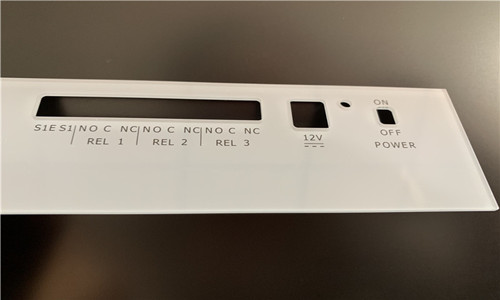 ON
S1E S1 NO C NC NO C NC NO C NC
REL 1 REL 2 REL 3
12V
OFF
POWER